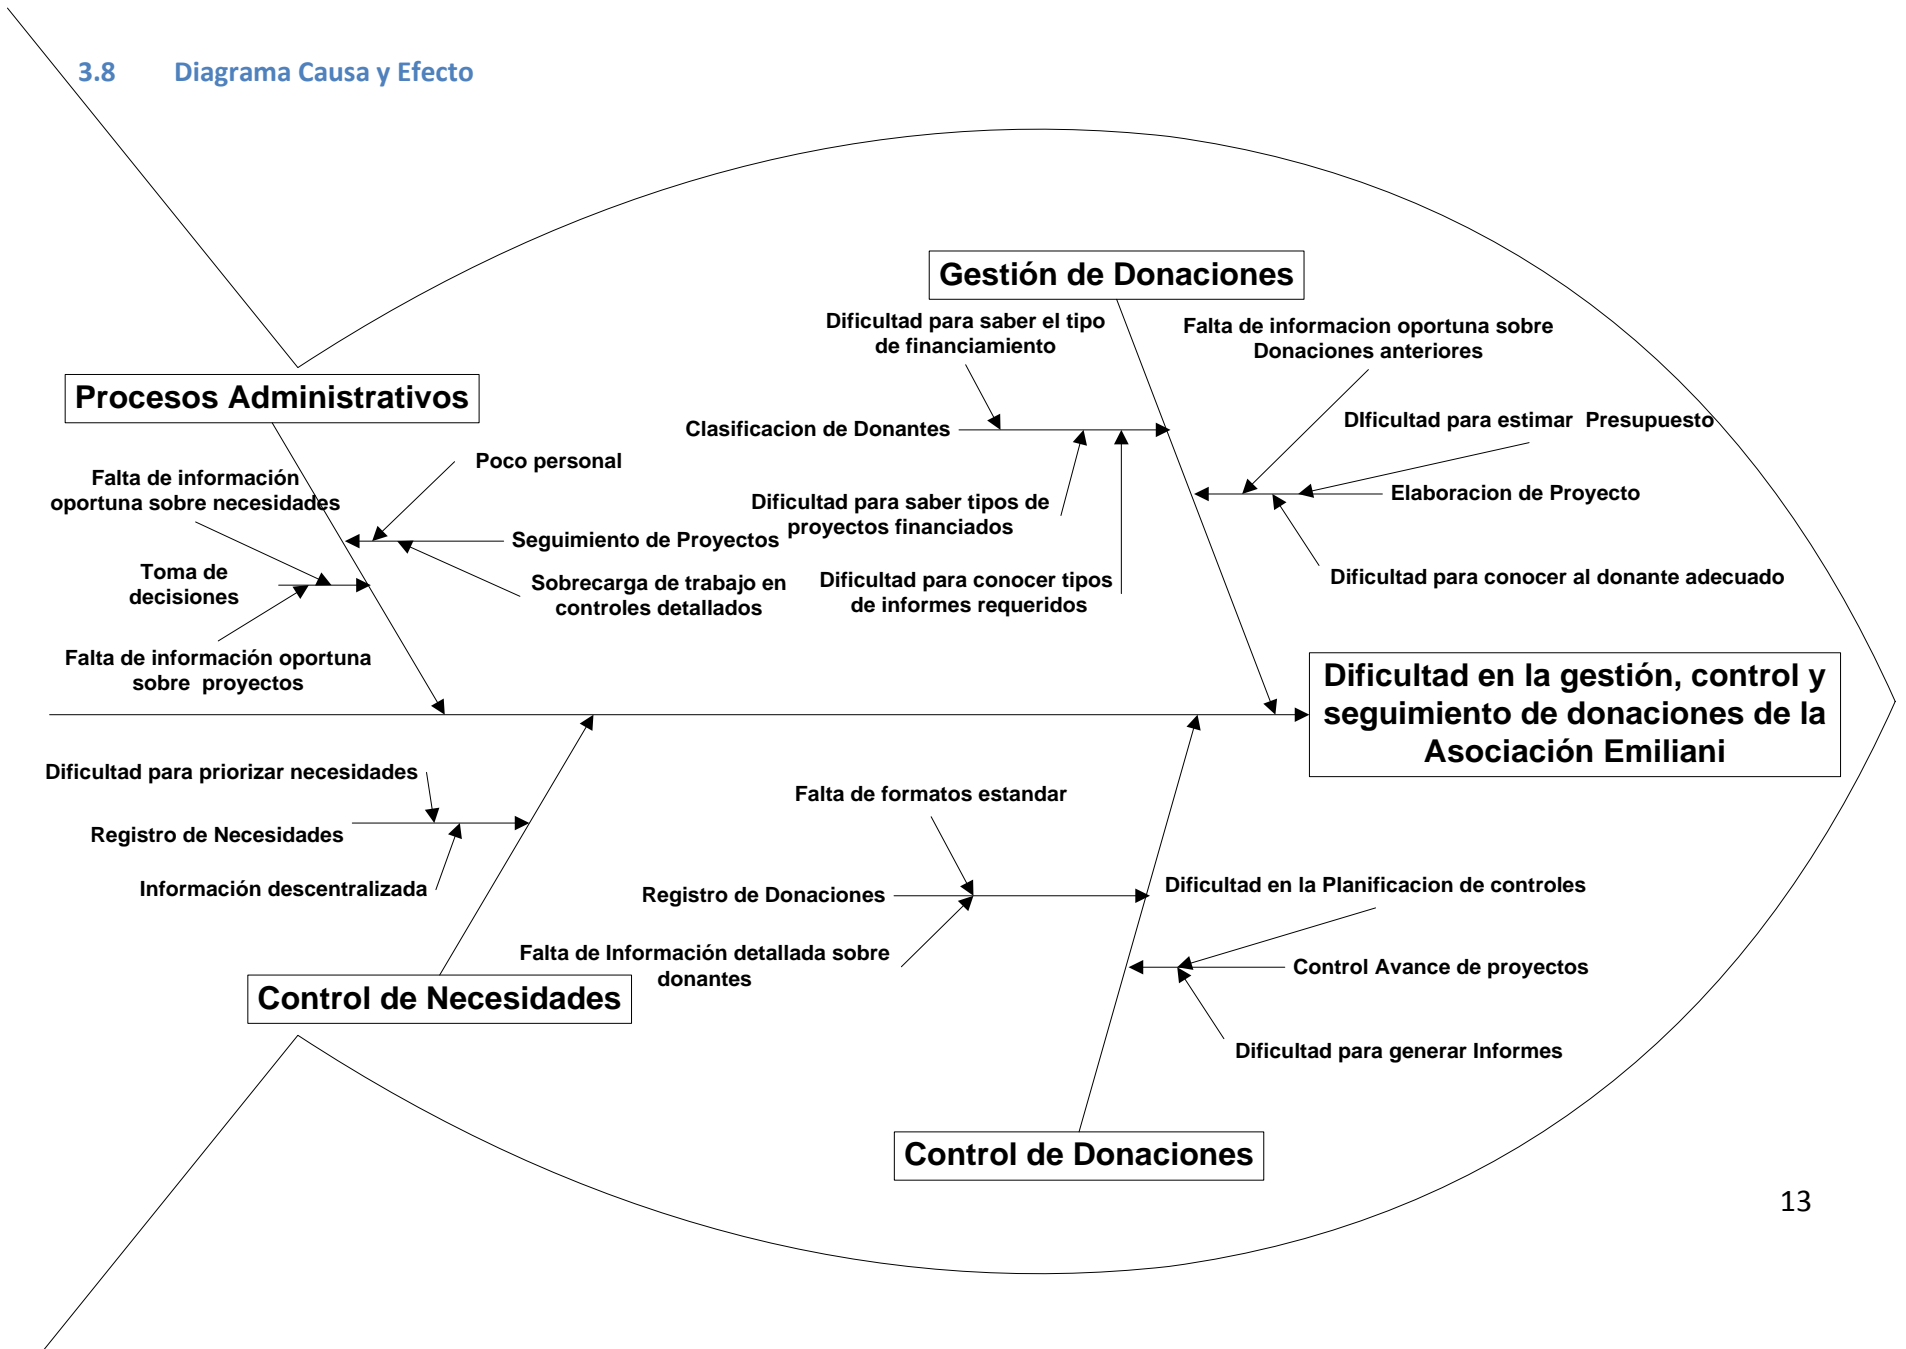 3.8 Diagrama Causa y Efecto
Gestión de Donaciones
Dificultad para saber el tipo
de financiamiento
Falta de informacion oportuna sobre
Donaciones anteriores
Procesos Administrativos
Clasificacion de Donantes
DIficultad para estimar Presupuesto
Poco personal
Falta de información
oportuna sobre necesidades
Dificultad para saber tipos de
proyectos financiados
Elaboracion de Proyecto
Seguimiento de Proyectos
Toma de
decisiones
Sobrecarga de trabajo en
controles detallados
Dificultad para conocer tipos
de informes requeridos
Dificultad para conocer al donante adecuado
Falta de información oportuna
sobre proyectos
Dificultad en la gestión, control y
seguimiento de donaciones de la
Asociación Emiliani
Dificultad para priorizar necesidades
Falta de formatos estandar
Registro de Necesidades
Información descentralizada
Registro de Donaciones
Dificultad en la Planificacion de controles
Falta de Información detallada sobre
donantes
Control Avance de proyectos
Control de Necesidades
Dificultad para generar Informes
Control de Donaciones
13